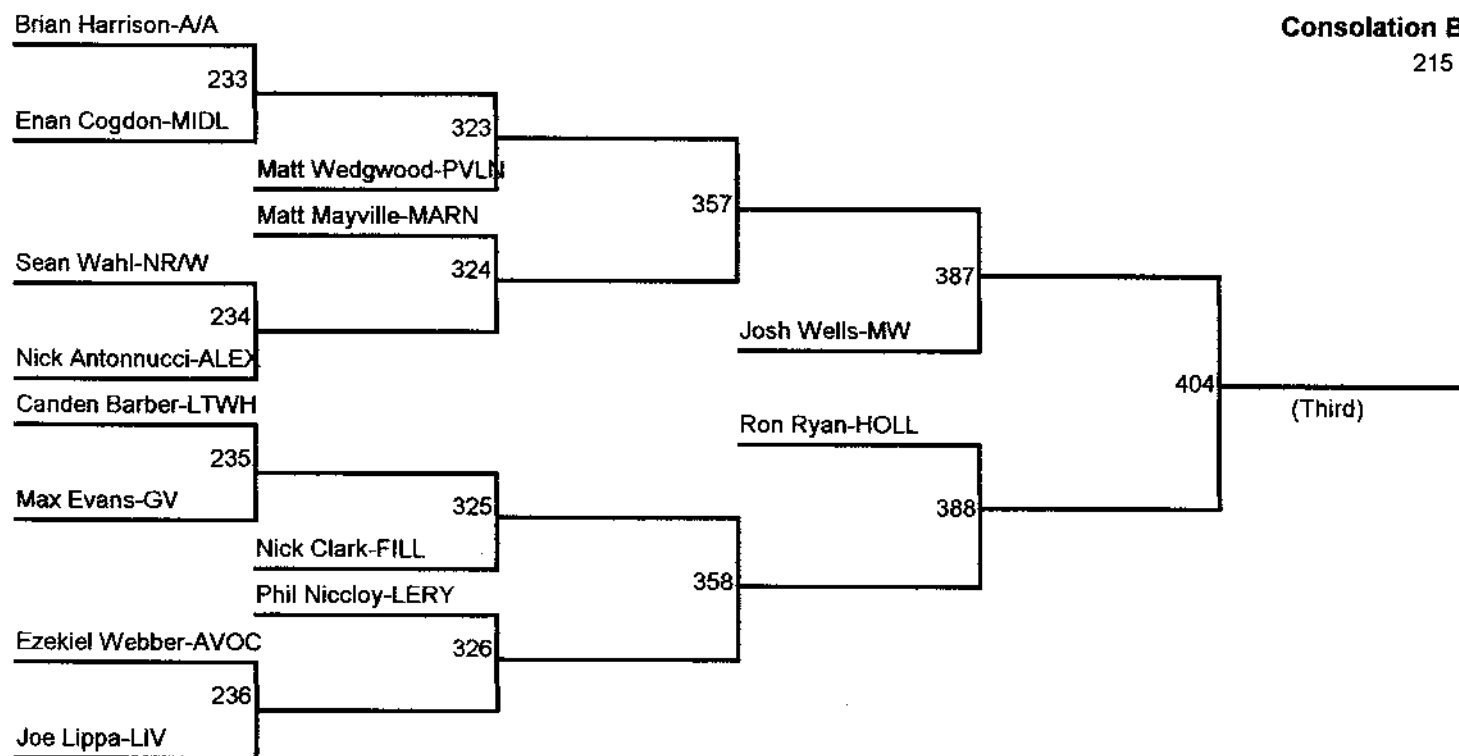 Brian Harrison-A/A
Consolation B
215
233
Enan Cogdon-MIDL
323
Matt Wedgwood-PVLN
357
Matt Mayville-MARN
Sean Wahl-NR/W
324
387
234
Josh Wells-MW
Nick Antonnucci-ALEX
404
Canden Barber-LTWH
(Third)
Ron Ryan-HOLL
235
Max Evans-GV
325
388
Nick Clark-FILL
358
Phil Niccloy-LERY
Ezekiel Webber-AVOC
326
236
Joe Lippa-LIV